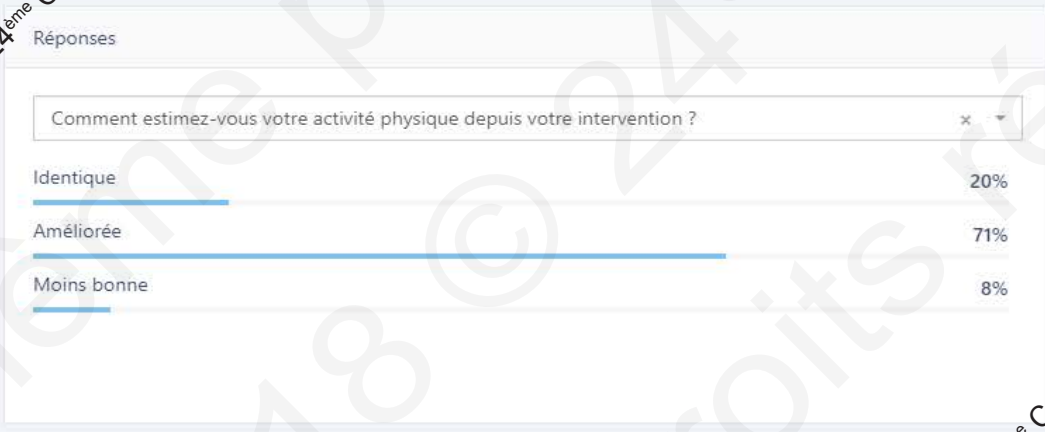 Réponses
Comment estimez-vous votre activité physique depuis votre intervention ?
Identique 20%
Améliorée 71%
Moins bonne 8%